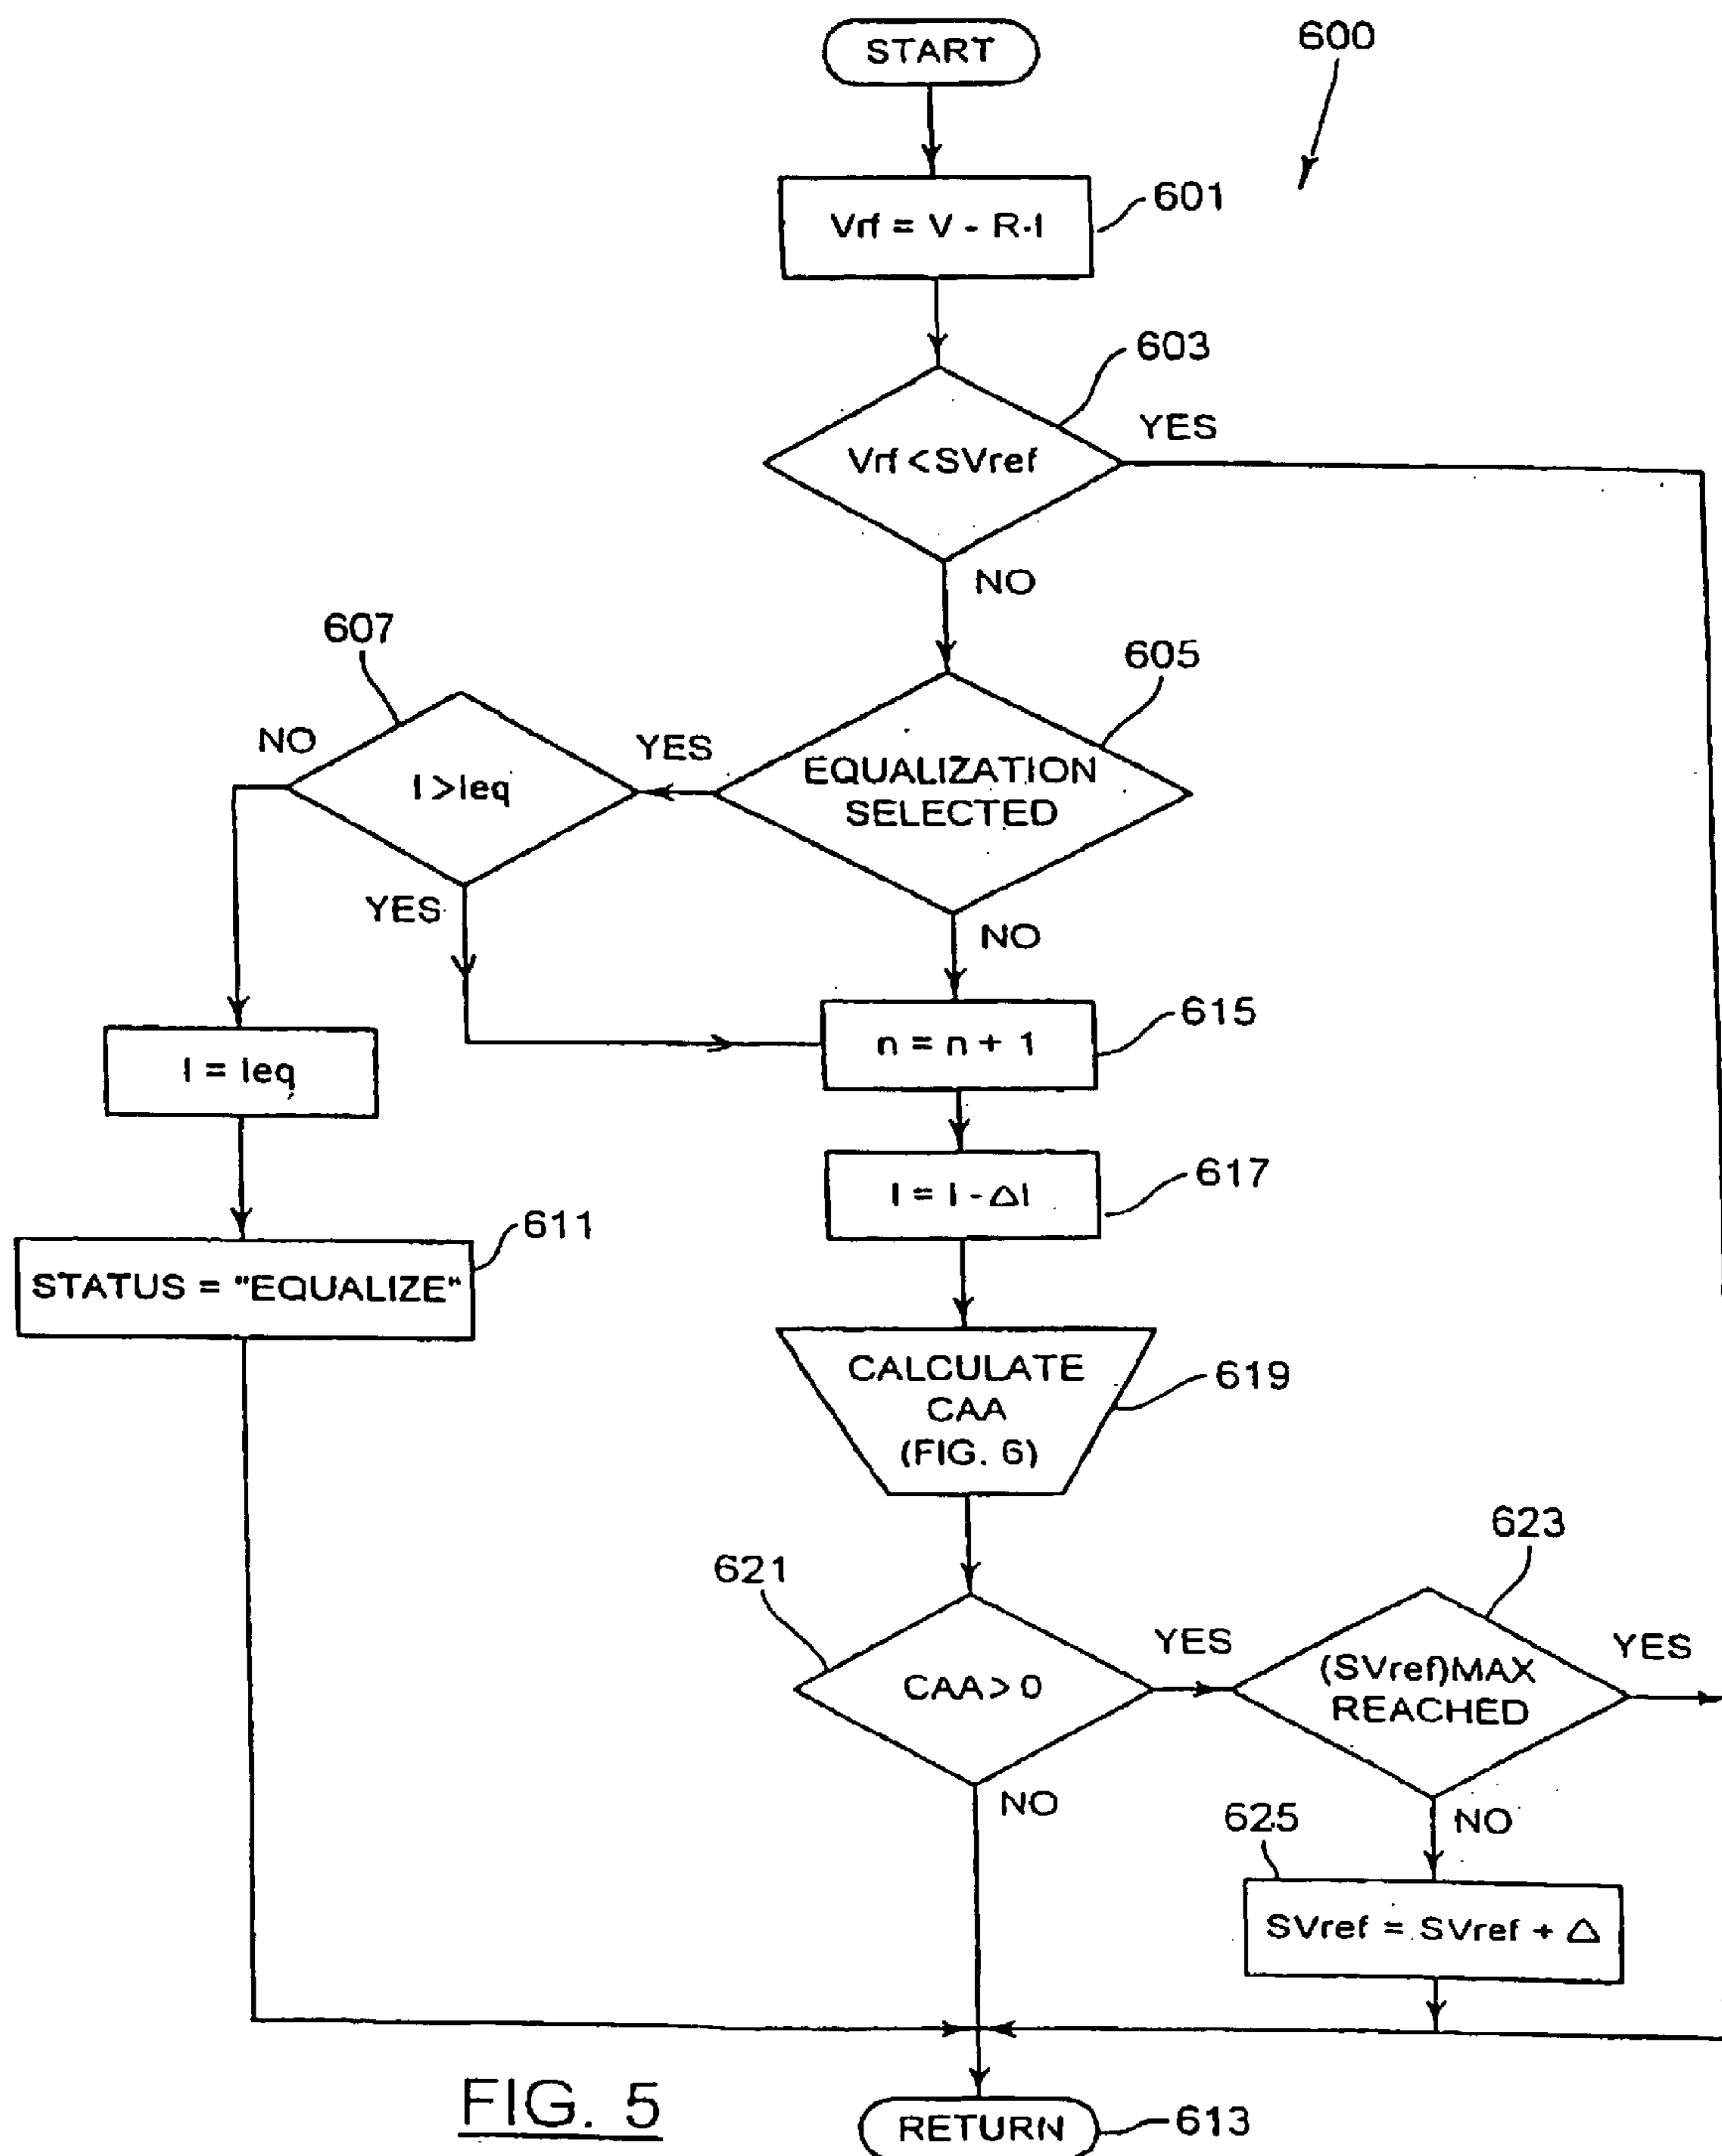 START
600
Vrf = V - R·I
601
603
Vrf < SVref
YES
NO
607
605
NO
I > Ieq
YES
EQUALIZATION
SELECTED
YES
NO
I = Ieq
n = n + 1
615
I = I - ΔI
617
STATUS = "EQUALIZE"
611
CALCULATE
CAA
(FIG. 6)
619
621
623
CAA > 0
YES
(SVref)MAX
REACHED
YES
NO
NO
625
SVref = SVref + Δ
FIG. 5
RETURN
613